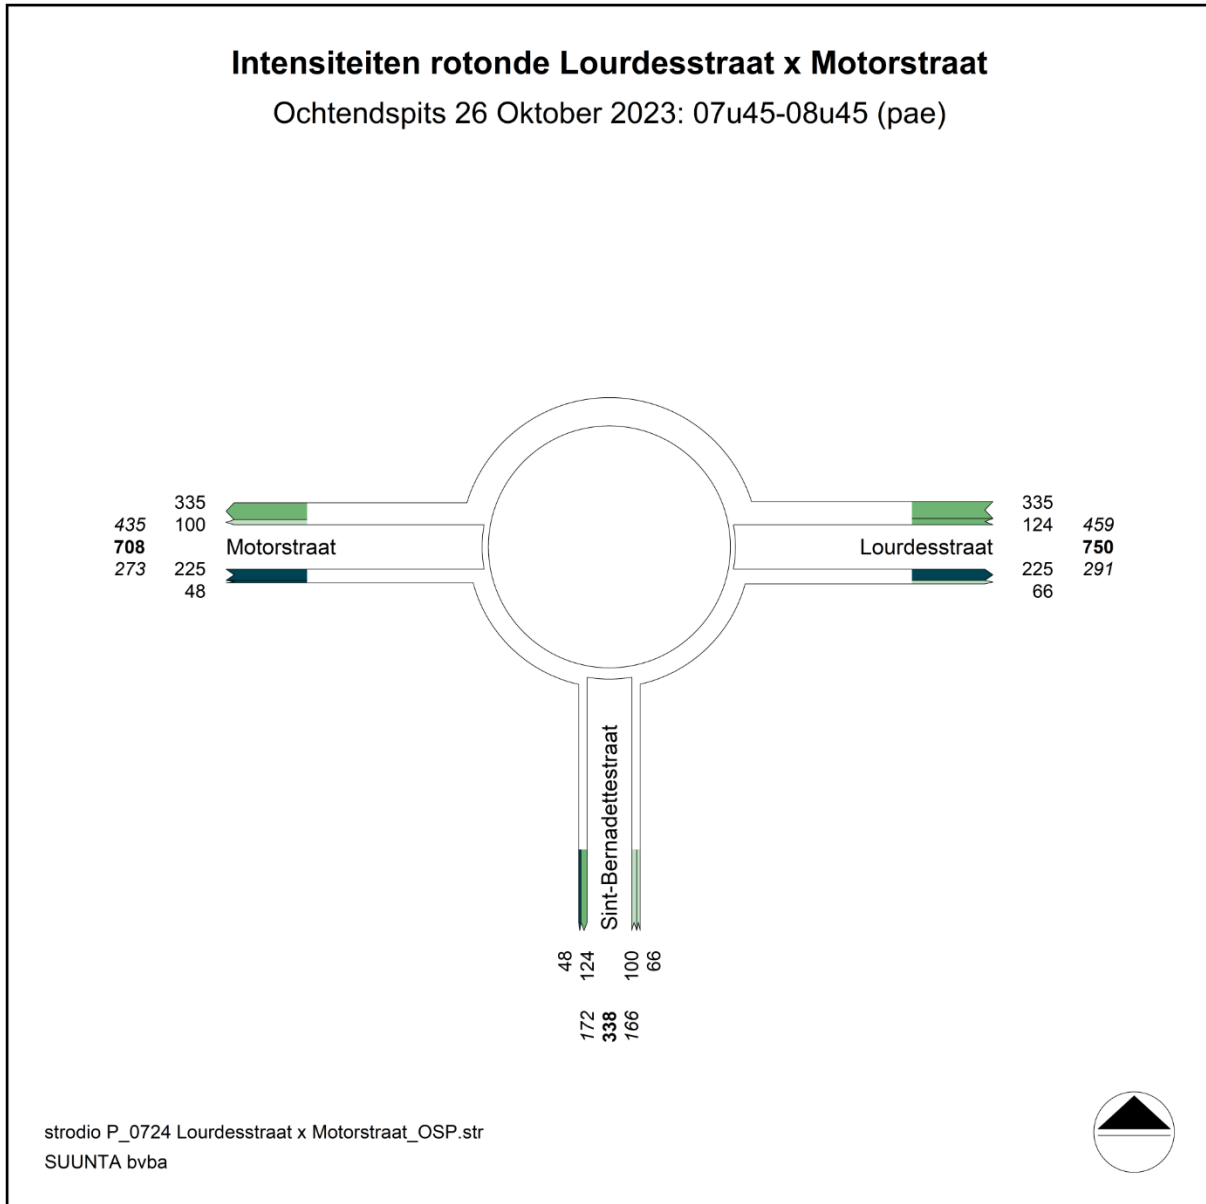 Intensiteiten rotonde Lourdesstraat x Motorstraat
Ochtendspits 26 Oktober 2023: 07u45-08u45 (pae)
335
435 100
708 Motorstraat
273 225
48
335
124 459
Lourdesstraat 750
225 291
66
Sint-Bernadettestraat
48
124
100
66
172
338
166
strodio P_0724 Lourdesstraat x Motorstraat_OSP.str
SUUNTA bvba